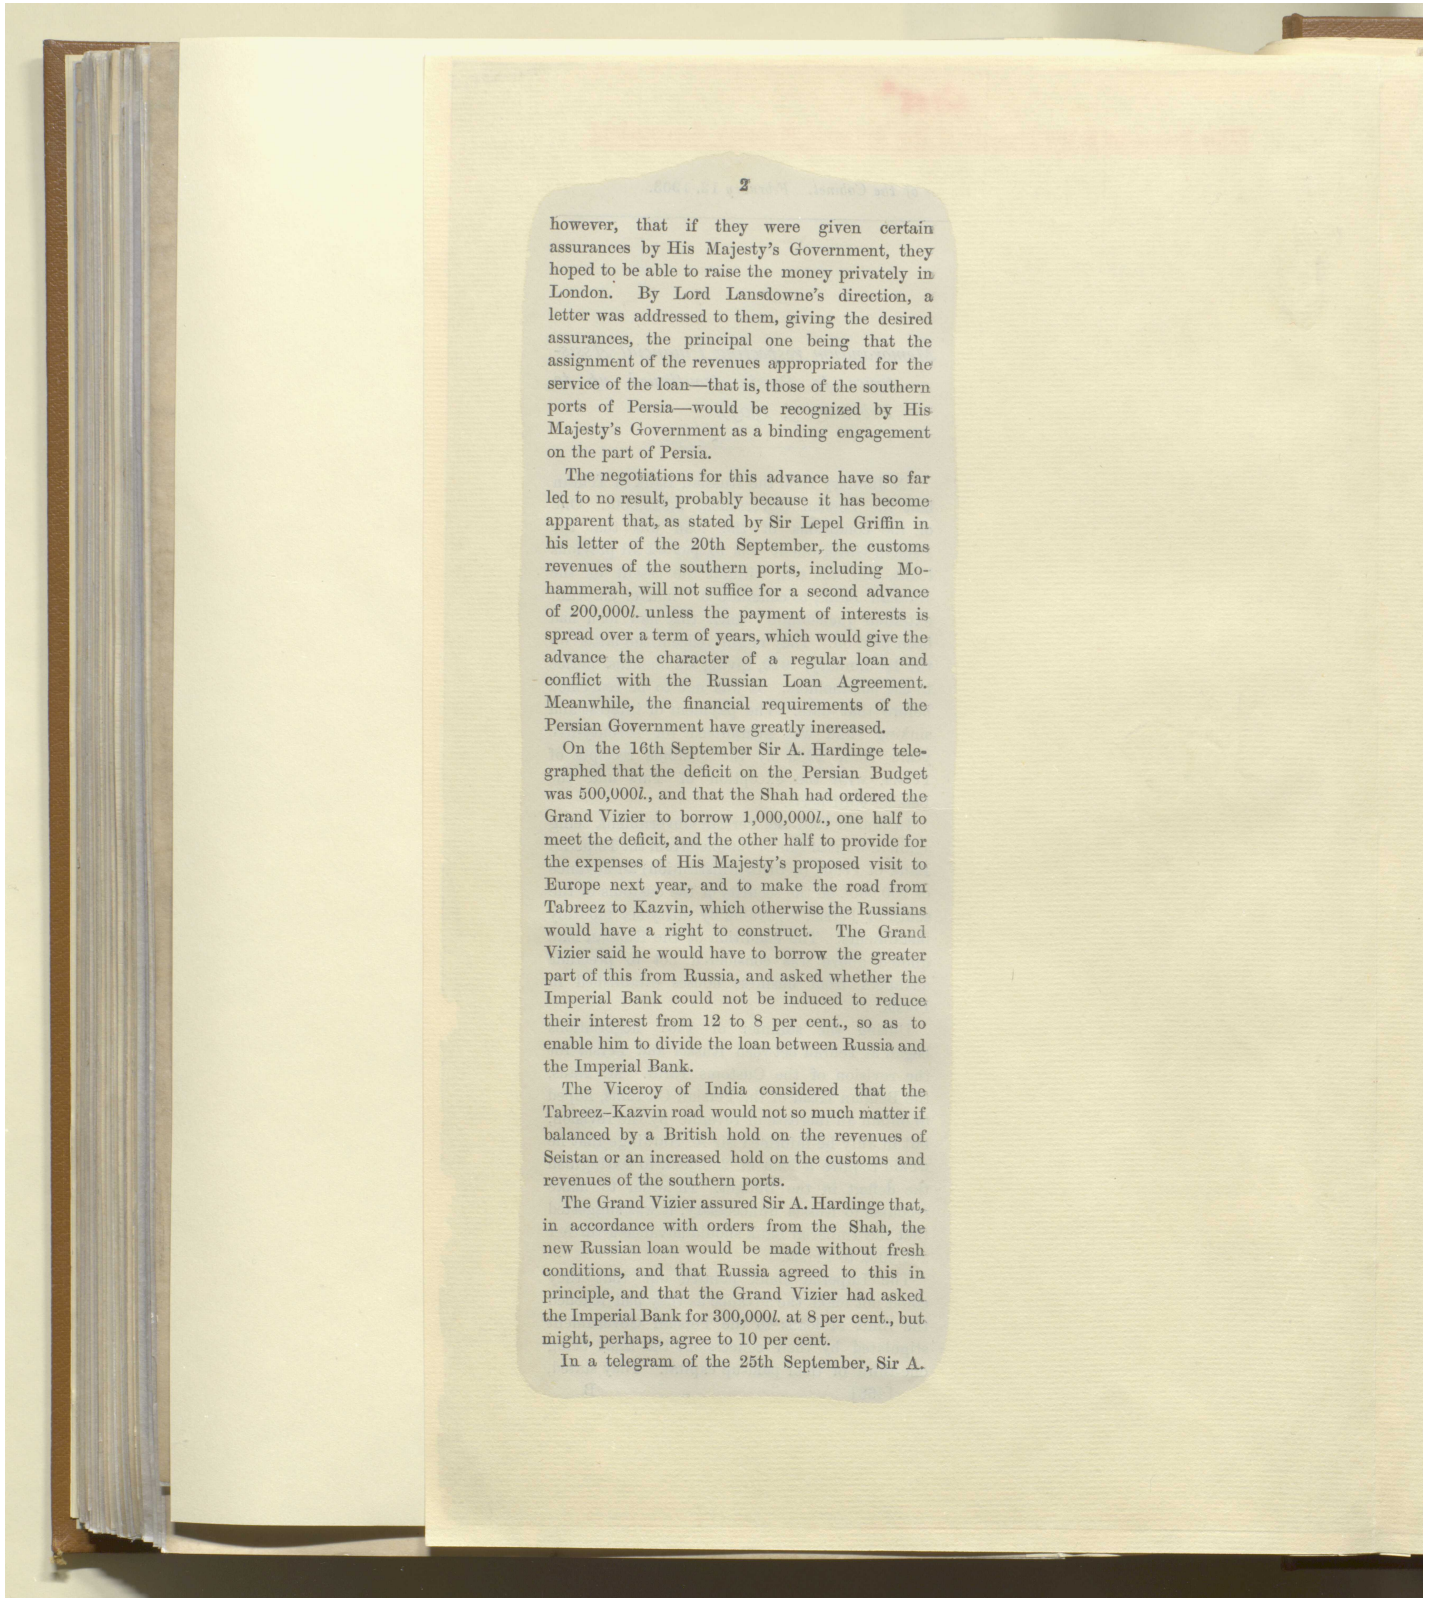 2
however, that if they were given certain
assurances by His Majesty's Government, they
hoped to be able to raise the money privately in
London. By Lord Lansdowne's direction, a
letter was addressed to them, giving the desired
assurances, the principal one being that the
assignment of the revenues appropriated for the
service of the loan—that is, those of the southern
ports of Persia—would be recognized by His
Majesty's Government as a binding engagement
on the part of Persia.
The negotiations for this advance have so far
led to no result, probably because it has become
apparent that, as stated by Sir Lepel Griffin in
his letter of the 20th September, the customs
revenues of the southern ports, including Mo-
hammerah, will not suffice for a second advance
of 200,000l. unless the payment of interests is
spread over a term of years, which would give the
advance the character of a regular loan and
conflict with the Russian Loan Agreement.
Meanwhile, the financial requirements of the
Persian Government have greatly increased.
On the 16th September Sir A. Hardinge tele-
graphed that the deficit on the Persian Budget
was 500,000l., and that the Shah had ordered the
Grand Vizier to borrow 1,000,000l., one half to
meet the deficit, and the other half to provide for
the expenses of His Majesty's proposed visit to
Europe next year, and to make the road from
Tabreez to Kazvin, which otherwise the Russians
would have a right to construct. The Grand
Vizier said he would have to borrow the greater
part of this from Russia, and asked whether the
Imperial Bank could not be induced to reduce
their interest from 12 to 8 per cent., so as to
enable him to divide the loan between Russia and
the Imperial Bank.
The Viceroy of India considered that the
Tabreez-Kazvin road would not so much matter if
balanced by a British hold on the revenues of
Seistan or an increased hold on the customs and
revenues of the southern ports.
The Grand Vizier assured Sir A. Hardinge that,
in accordance with orders from the Shah, the
new Russian loan would be made without fresh
conditions, and that Russia agreed to this in
principle, and that the Grand Vizier had asked
the Imperial Bank for 300,000l. at 8 per cent., but
might, perhaps, agree to 10 per cent.
In a telegram of the 25th September, Sir A.